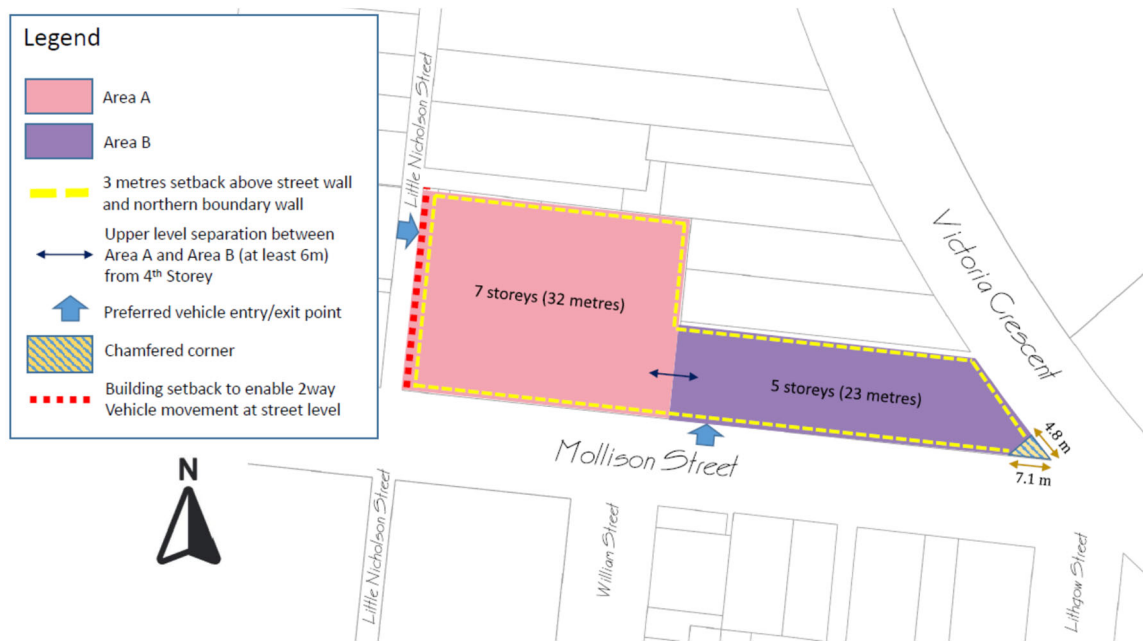 Legend
Area A
Area B
3 metres setback above street wall
and northern boundary wall
Upper level separation between
Area A and Area B (at least 6m)
from 4th Storey
Preferred vehicle entry/exit point
Chamfered corner
Building setback to enable 2way
Vehicle movement at street level
N
Little Nicholson Street
Victoria Crescent
7 storeys (32 metres)
5 storeys (23 metres)
4.8 m
7.1 m
Mollison Street
Little Nicholson Street
William Street
Lithgow Street